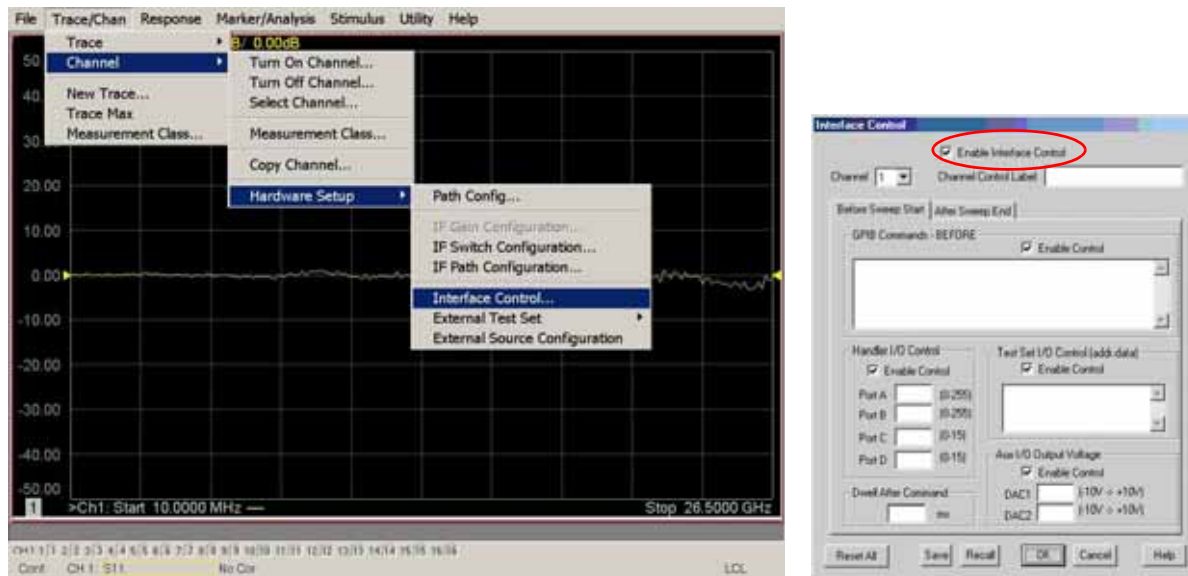 File Trace/Chan Response Marker/Analysis Stimulus Utility Help
Trace
B/ 0.00dB
50
Channel
Turn On Channel...
Turn Off Channel...
40
New Trace...
Select Channel...
Trace Max
30
Measurement Class...
Measurement Class...
Copy Channel...
20.00
Hardware Setup
Path Config...
10.00
IF Gain Configuration...
IF Switch Configuration...
IF Path Configuration...
0.00
Interface Control...
-10.00
External Test Set
External Source Configuration
-20.00
-30.00
-40.00
-50.00
1 >Ch1: Start 10.0000 MHz —
Stop 26.5000 GHz
Cont. CH 1: S11 No Cor LCL
Interface Control
Enable Interface Control
Channel 1 Channel Control Label
Before Sweep Start After Sweep End
GPIB Commands - BEFORE
Enable Control
Handler I/O Control
Enable Control
Port A (0-255)
Port B (0-255)
Port C (0-15)
Port D (0-15)
Test Set I/O Control (addr.data)
Enable Control
Aux I/O Output Voltage
Enable Control
DAC1 (-10V -> +10V)
DAC2 (-10V -> +10V)
Dwell After Command
ms
Reset All Save Recall OK Cancel Help